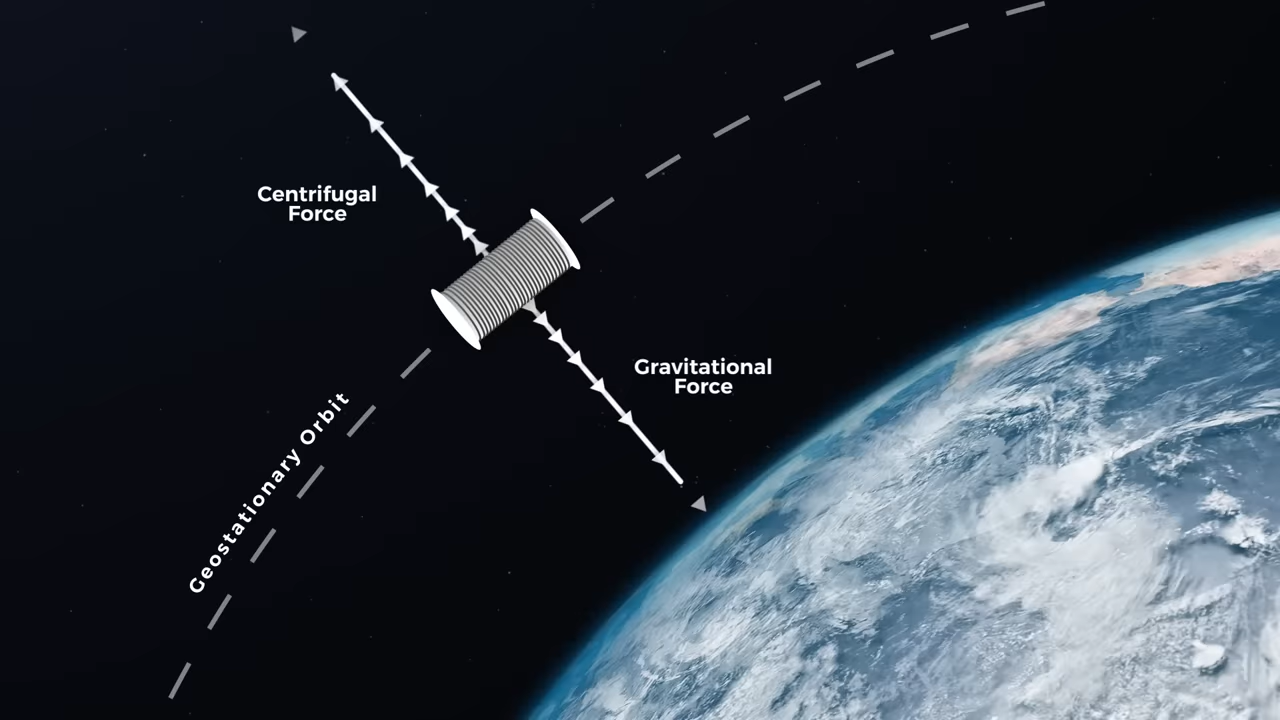 Centrifugal
Force
Gravitational
Force
Geostationary Orbit